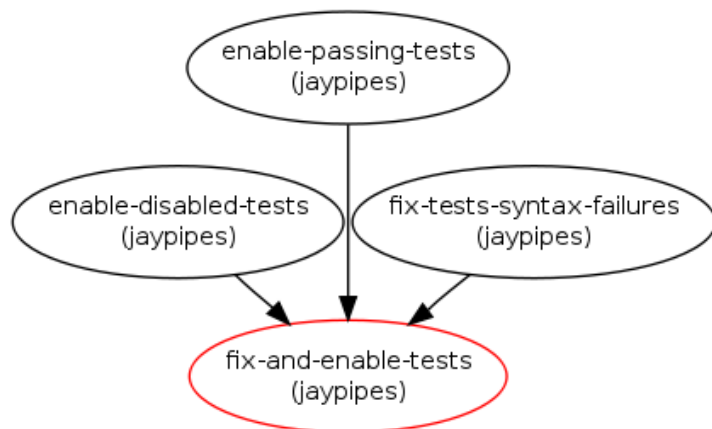 enable-passing-tests
(jaypipes)
enable-disabled-tests
(jaypipes)
fix-tests-syntax-failures
(jaypipes)
fix-and-enable-tests
(jaypipes)